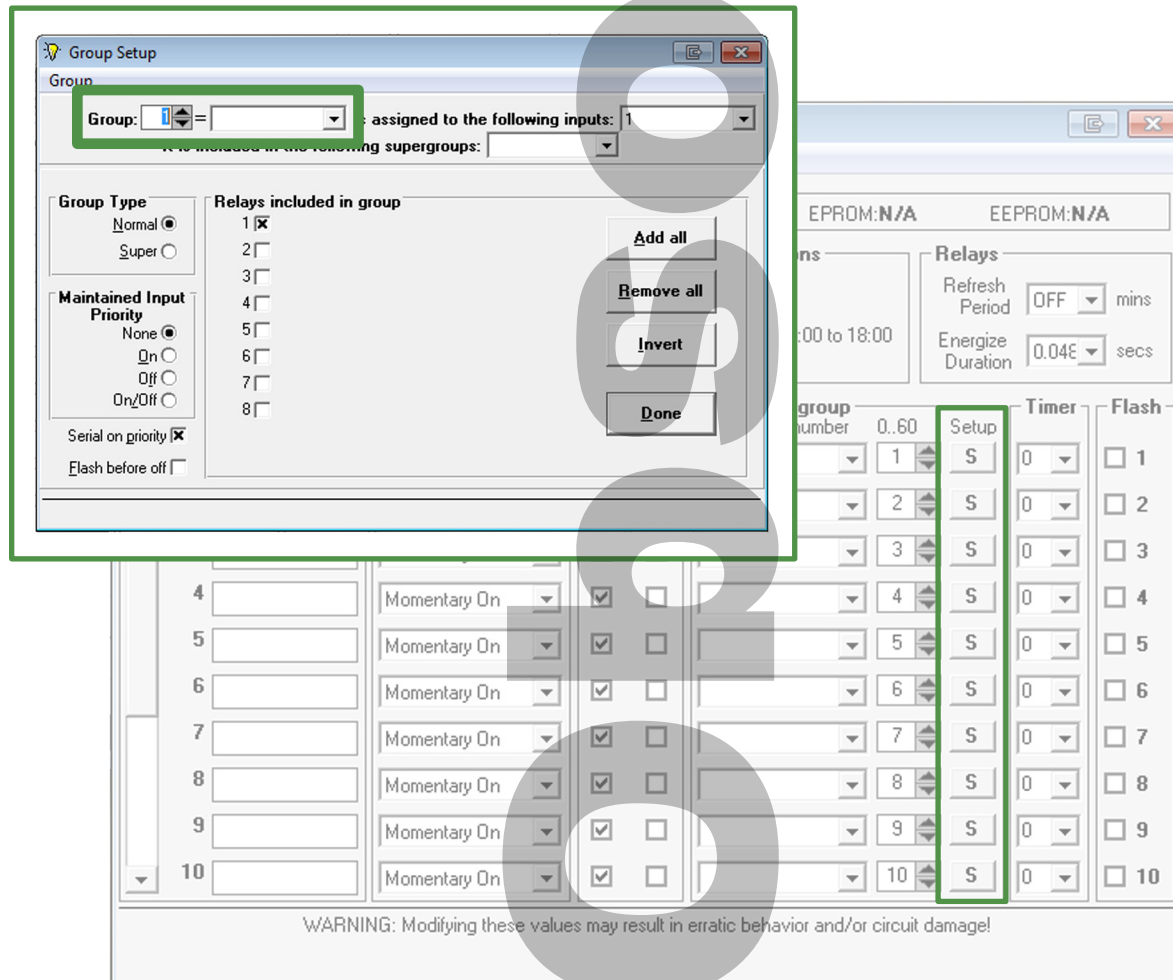 Group Setup
Group
Group: 1 = assigned to the following inputs: 1
following supergroups:
Group Type
Normal
Super
Maintained Input
Priority
None
On
Off
On/Off
Serial on priority
Flash before off
Relays included in group
1
2
3
4
5
6
7
8
Add all
Remove all
Invert
Done
EPROM:N/A EEPROM:N/A
:00 to 18:00
Relays
Refresh
Period OFF mins
Energize
Duration secs
group Timer Flash
number 0..60 Setup
1 S 0 1
2 S 0 2
3 S 0 3
4 Momentary On 4 S 0 4
5 Momentary On 5 S 0 5
6 Momentary On 6 S 0 6
7 Momentary On 7 S 0 7
8 Momentary On 8 S 0 8
9 Momentary On 9 S 0 9
10 Momentary On 10 S 0 10
WARNING: Modifying these values may result in erratic behavior and/or circuit damage!